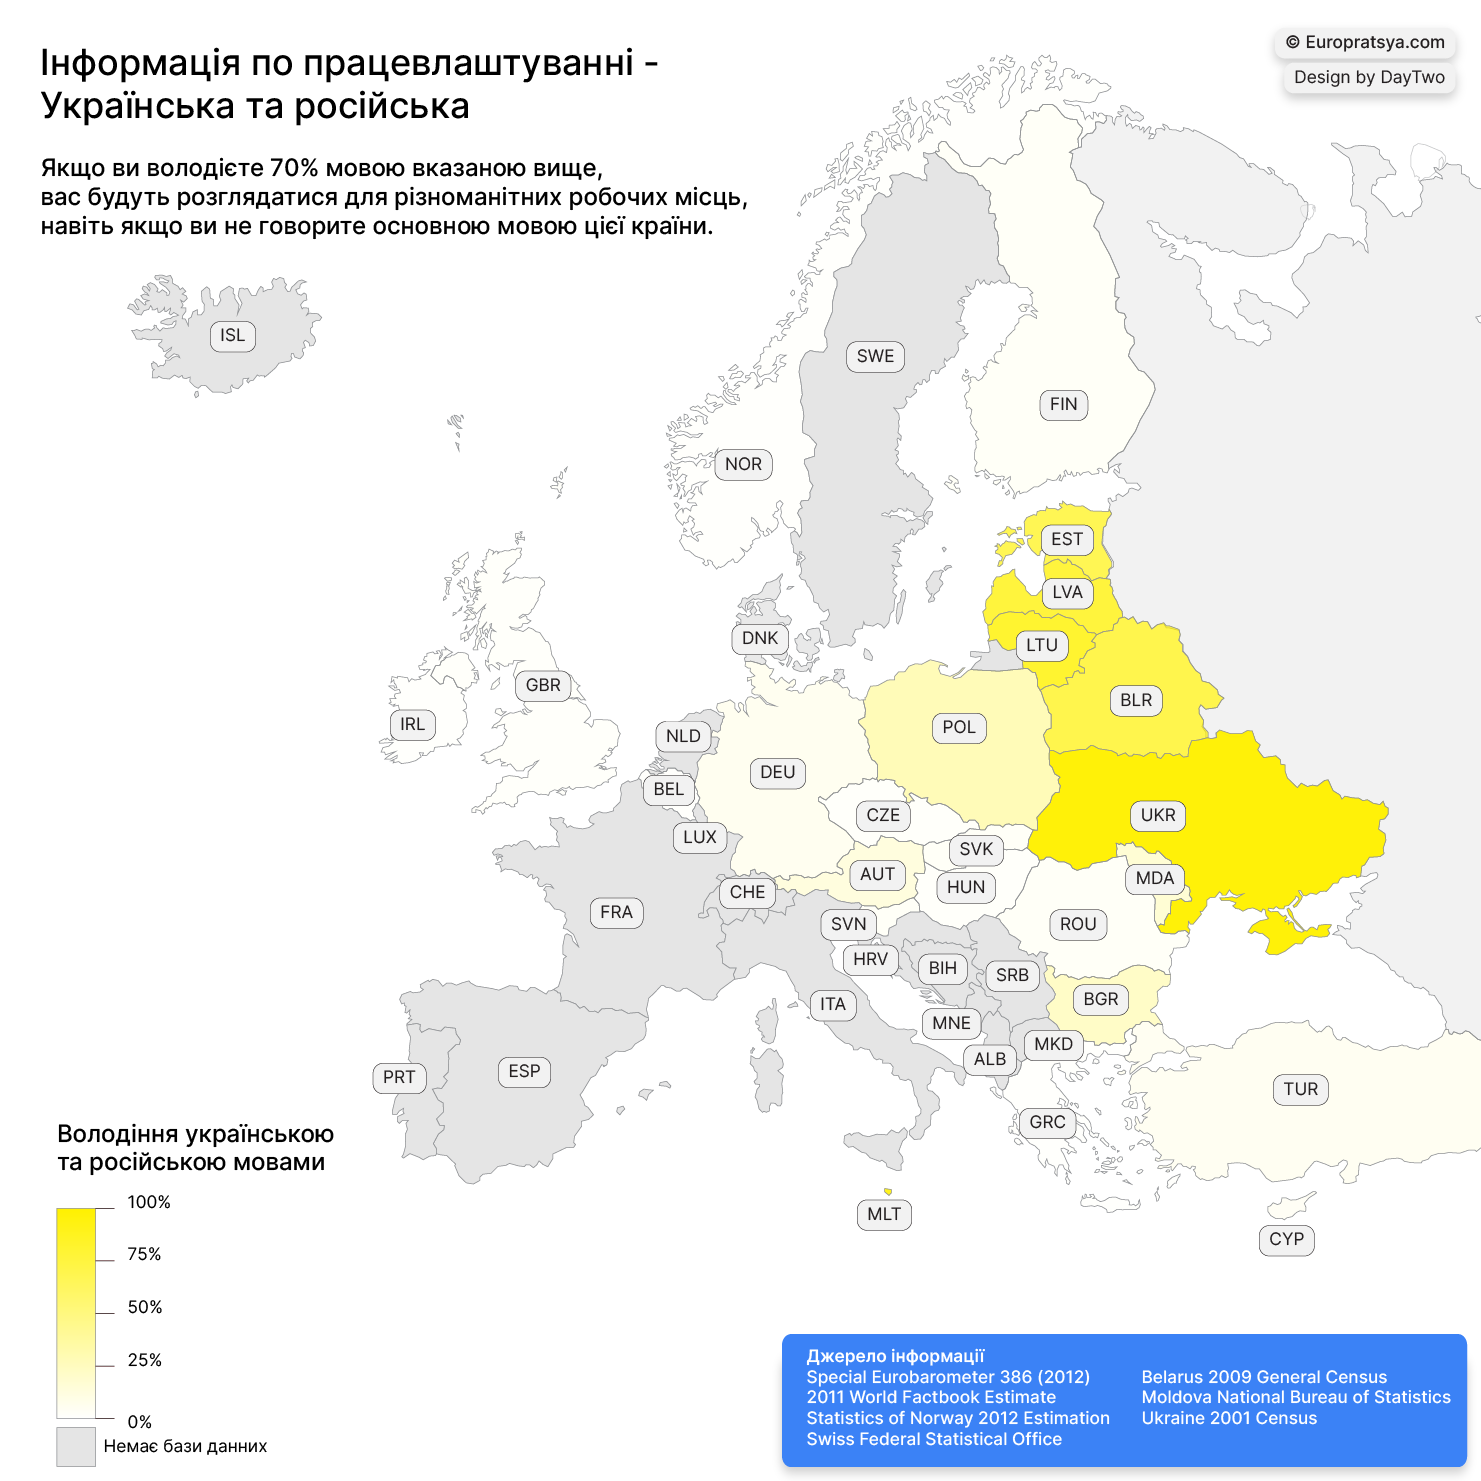 © Europratsya.com
Design by DayTwo
Інформація по працевлаштуванні -
Українська та російська
Якщо ви володієте 70% мовою вказаною вище,
вас будуть розглядатися для різноманітних робочих місць,
навіть якщо ви не говорите основною мовою цієї країни.
ISL
SWE
FIN
NOR
EST
LVA
DNK
LTU
GBR
BLR
IRL
NLD
POL
DEU
BEL
CZE
UKR
LUX
SVK
AUT
MDA
HUN
CHE
FRA
SVN
ROU
HRV
BIH
SRB
BGR
ITA
MNE
MKD
ALB
ESP
PRT
TUR
GRC
MLT
CYP
Володіння українською
та російською мовами
100%
75%
50%
25%
0%
Немає бази данних
Джерело інформації
Special Eurobarometer 386 (2012)
2011 World Factbook Estimate
Statistics of Norway 2012 Estimation
Swiss Federal Statistical Office
Belarus 2009 General Census
Moldova National Bureau of Statistics
Ukraine 2001 Census